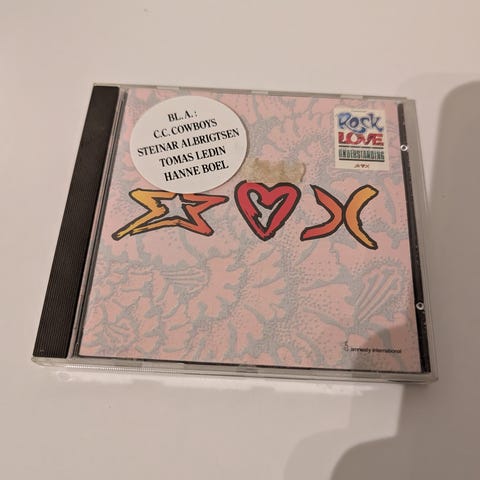 BL. A.:
C.C. COWBOYS
STEINAR ALBRIGTSEN
TOMAS LEDIN
HANNE BOEL
ROCK
LOVE
UNDERSTANDING
amnesty international